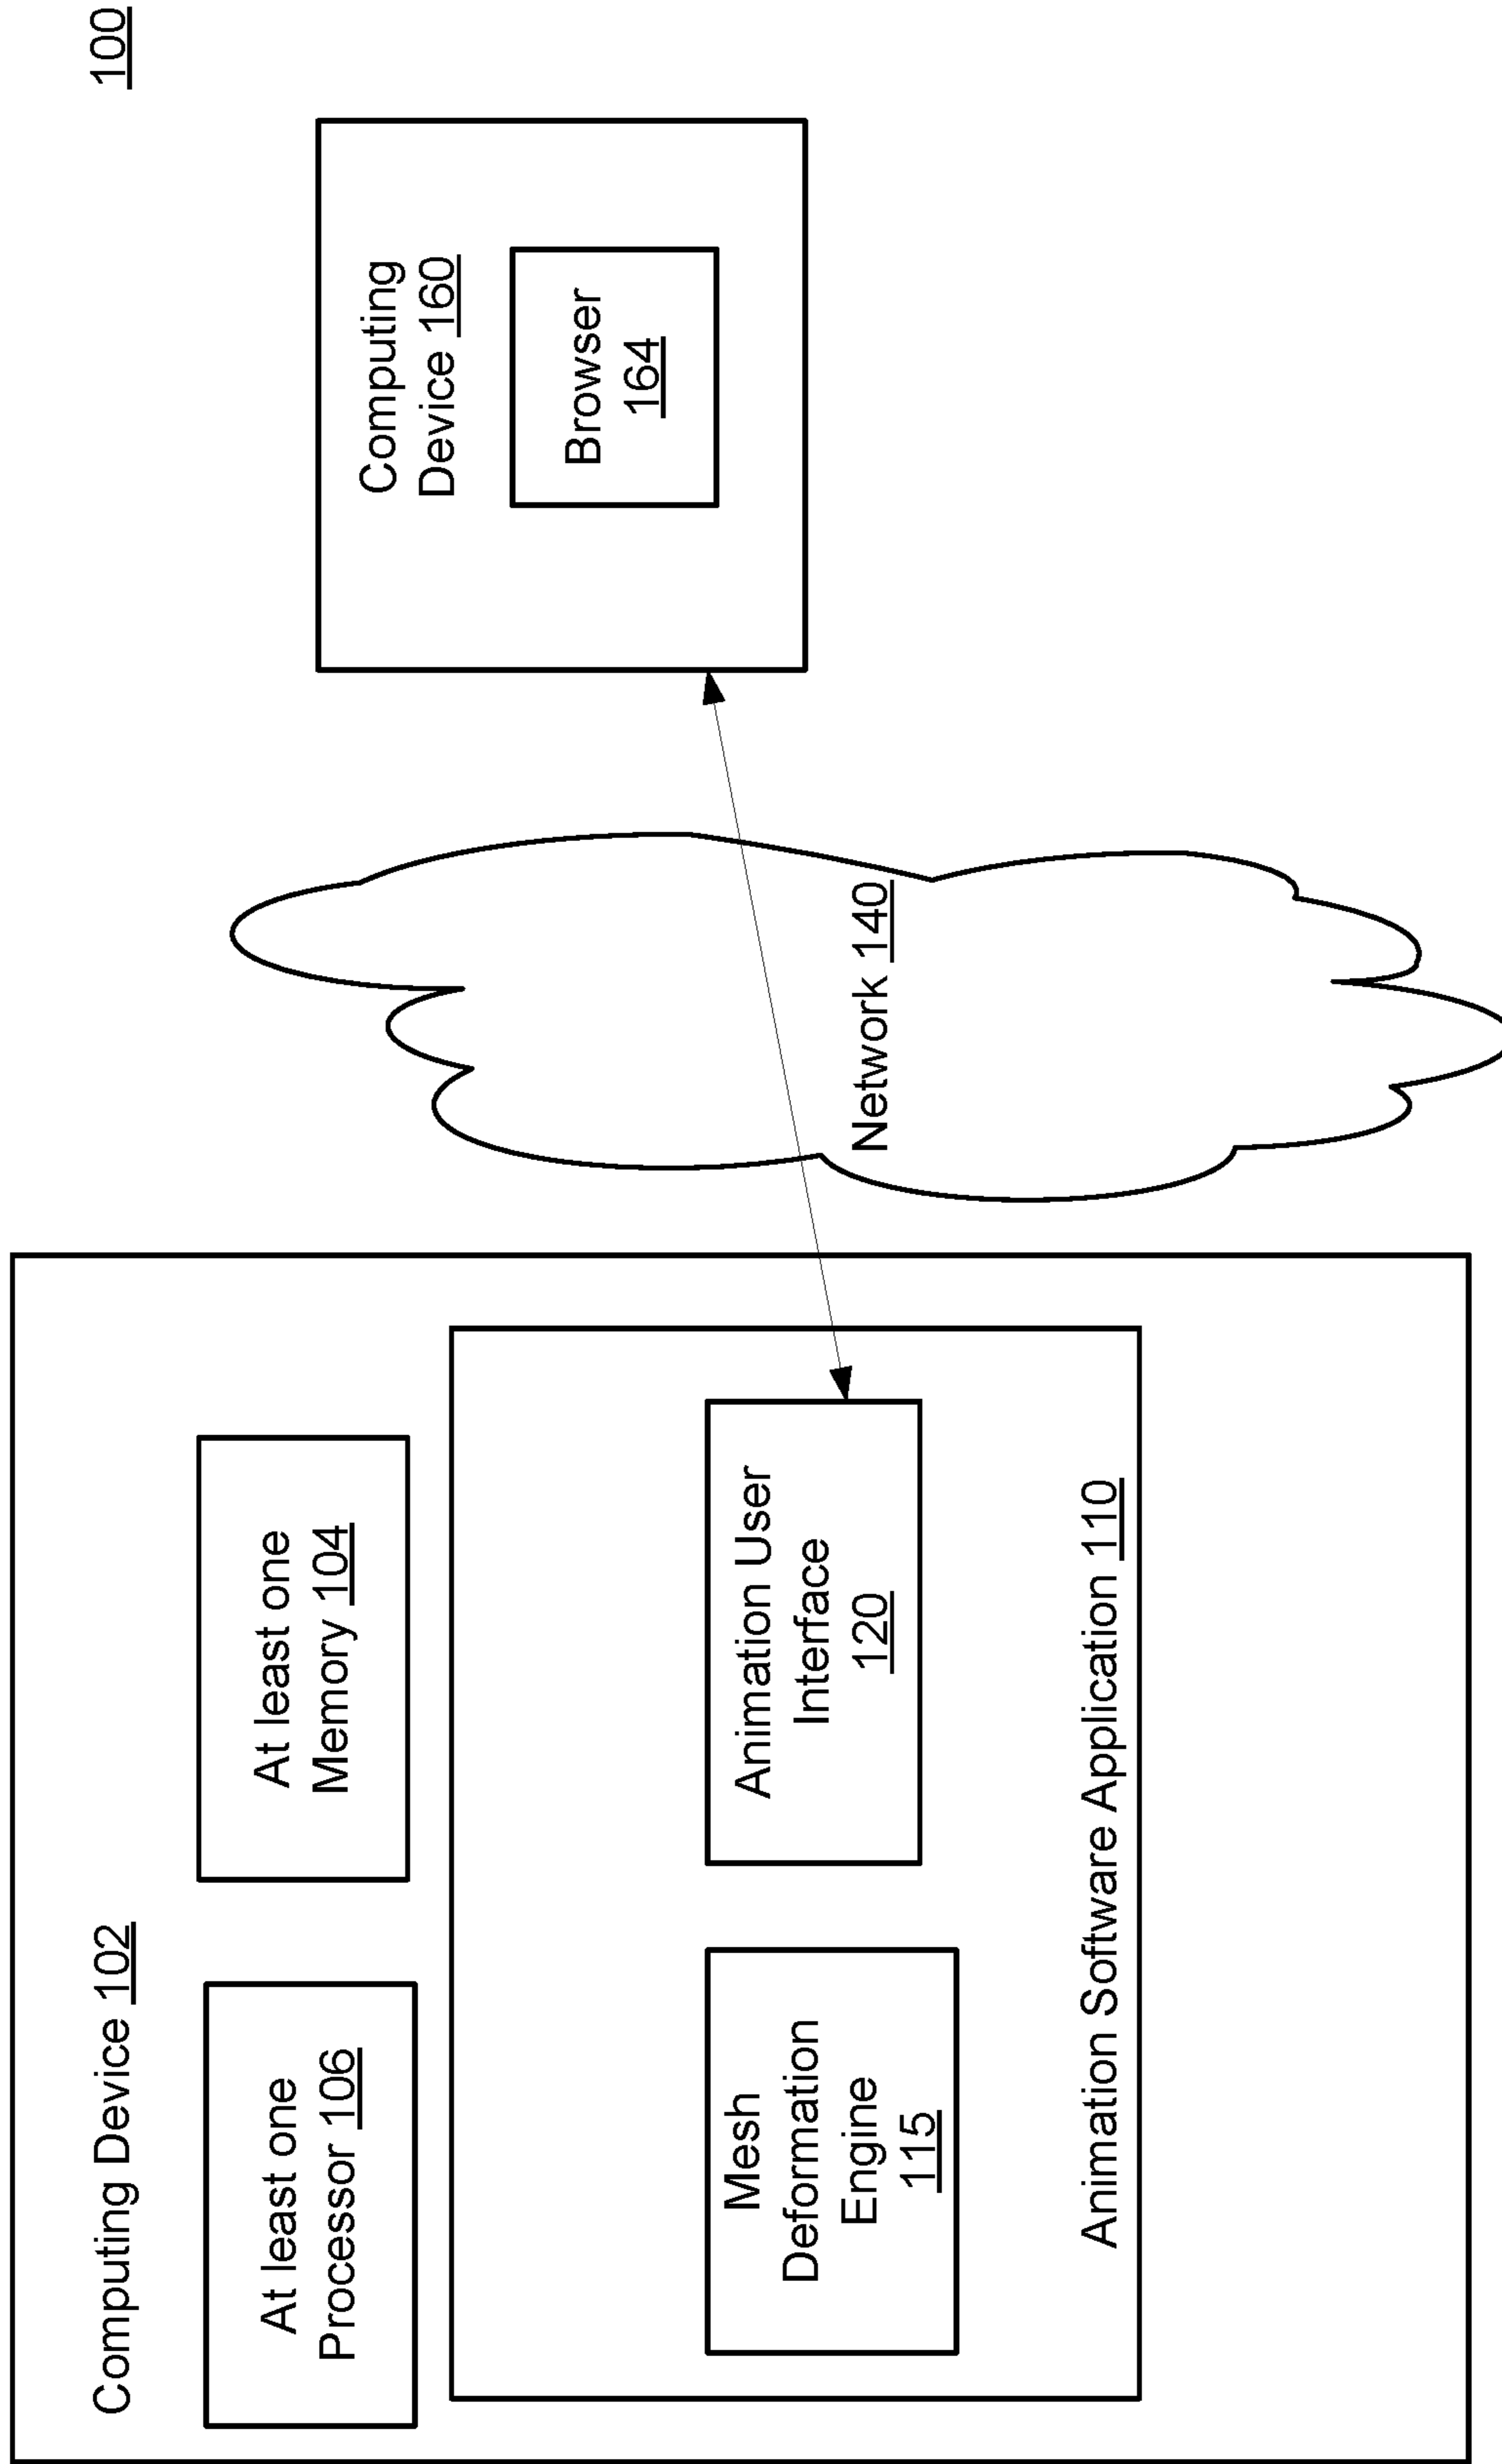 100
Computing Device 102
At least one
Processor 106
At least one
Memory 104
Mesh
Deformation
Engine
115
Animation User
Interface
120
Animation Software Application 110
Network 140
Computing
Device 160
Browser
164